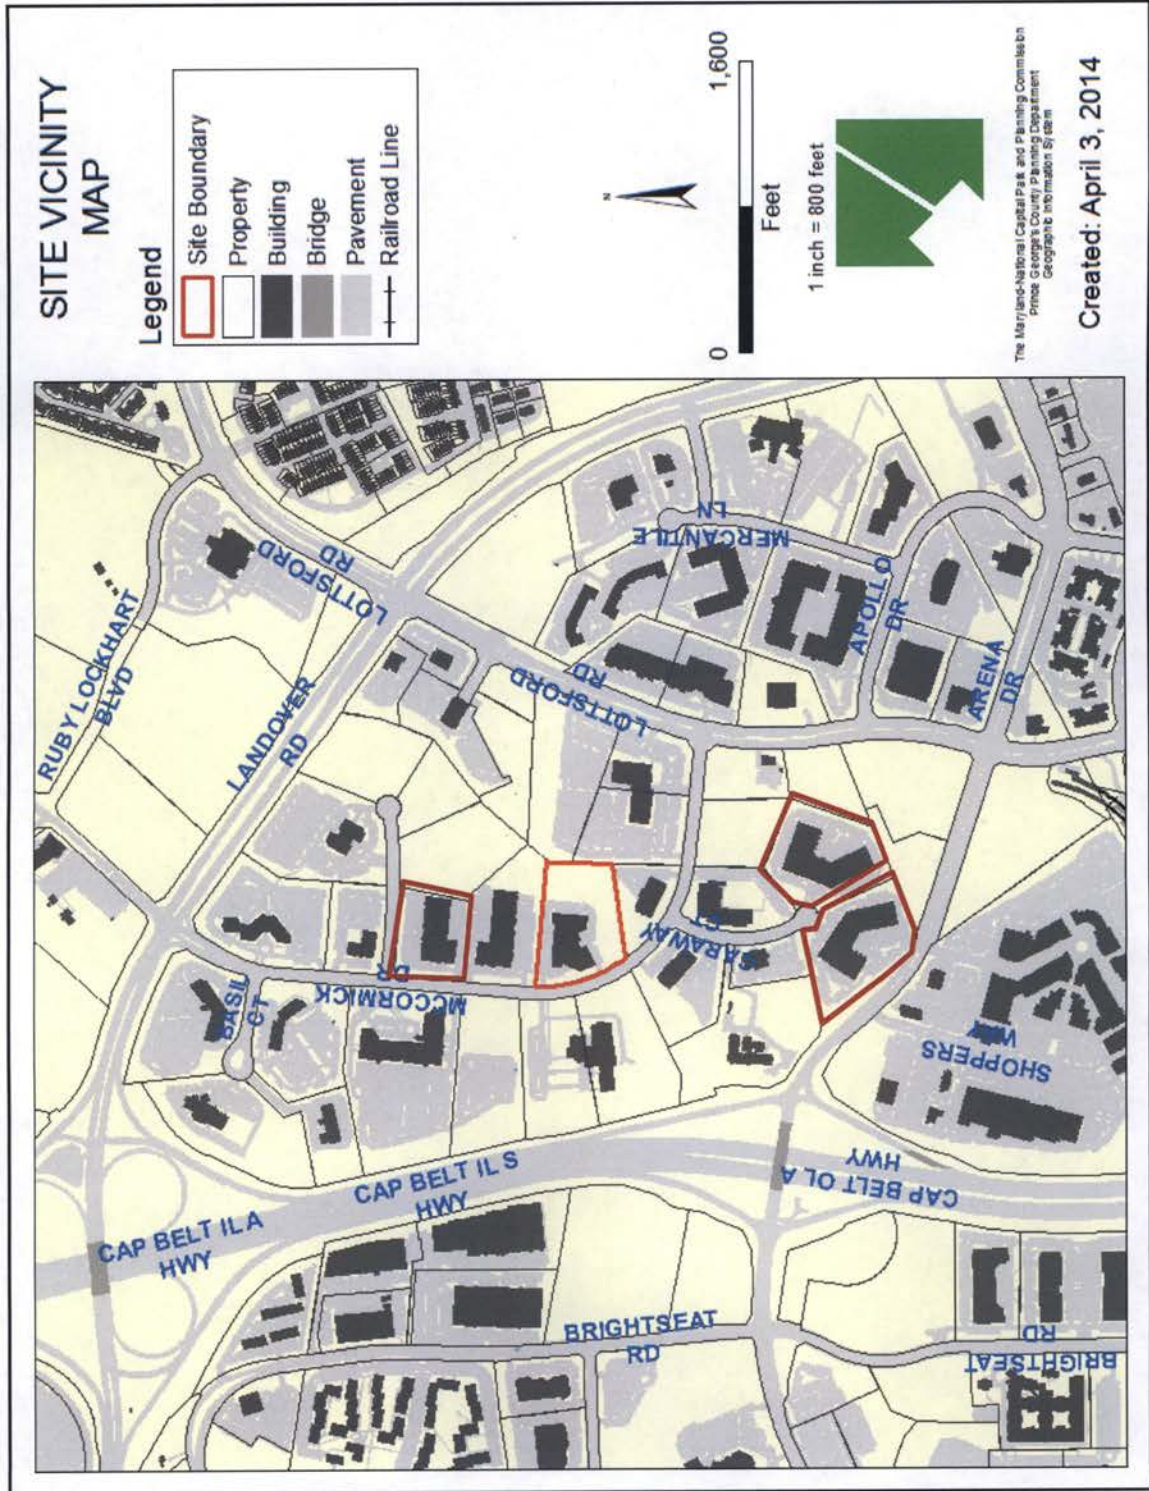 SITE VICINITY
MAP
Legend
Site Boundary
Property
Building
Bridge
Pavement
Railroad Line
N
0
1,600
Feet
1 inch = 800 feet
The Maryland-National Capital Park and Planning Commission
Prince George's County Planning Department
Geographic Information System
Created: April 3, 2014
RUBY LOCKHART
BLVD
LOTTSFORD
RD
LANDOVER
RD
LOTTSFORD
RD
MERCANTILE
LN
APOLLO
DR
ARENA
DR
BASIL
CT
MCCORMICK
DR
GARAWAY
CT
SHOPPERS
WAY
CAP BELT IL A
HWY
CAP BELT IL S
HWY
CAP BELT OL A
HWY
BRIGHTSEAT
RD
BRIGHTSEAT
RD